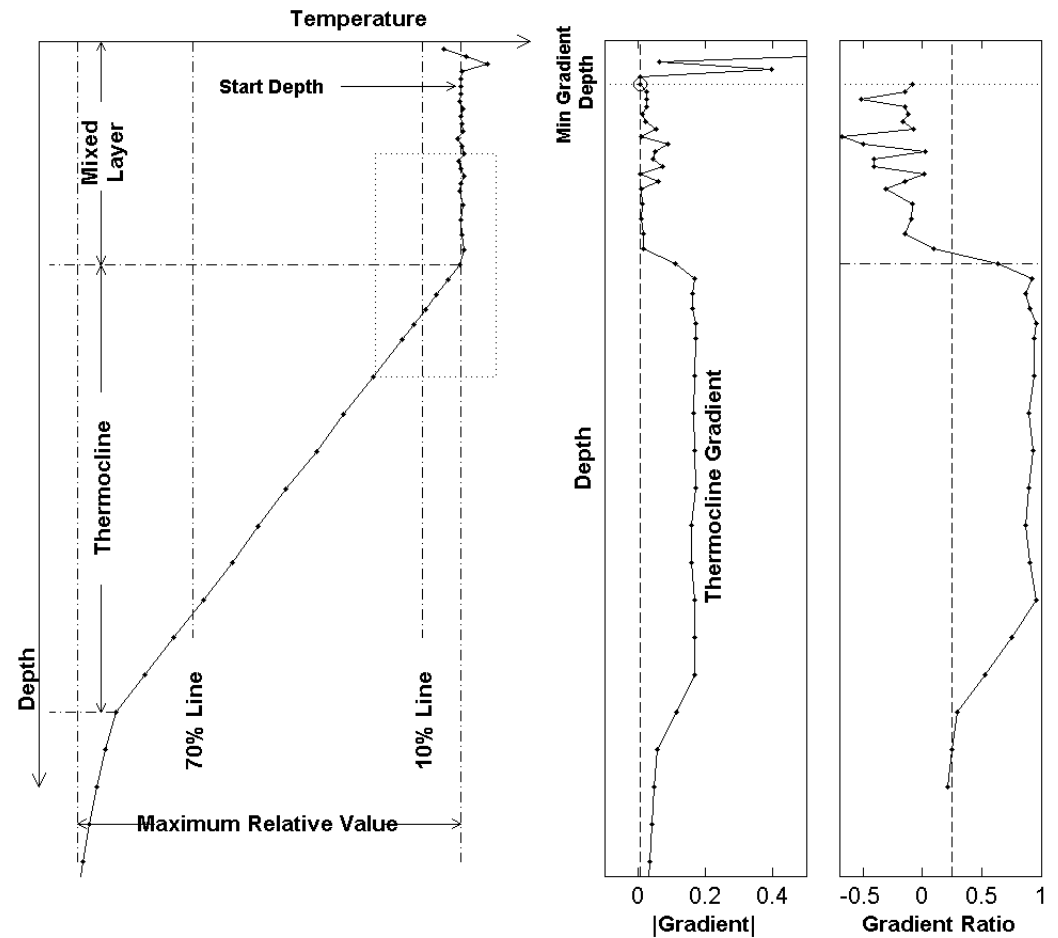 Temperature
Start Depth
Mixed
Layer
Thermocline
Depth
70% Line
10% Line
Maximum Relative Value
Min Gradient
Depth
Depth
Thermocline Gradient
0
0.2
0.4
|Gradient|
-0.5
0
0.5
1
Gradient Ratio